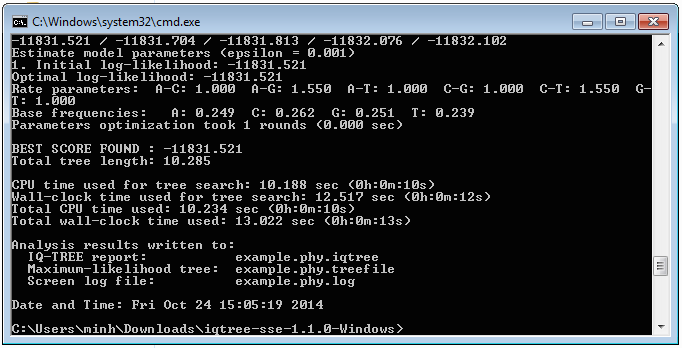 C:\Windows\system32\cmd.exe
-11831.521 / -11831.704 / -11831.813 / -11832.076 / -11832.102
Estimate model parameters (epsilon = 0.001)
1. Initial log-likelihood: -11831.521
Optimal log-likelihood: -11831.521
Rate parameters:  A-C: 1.000  A-G: 1.550  A-T: 1.000  C-G: 1.000  C-T: 1.550  G-
T: 1.000
Base frequencies:  A: 0.249  C: 0.262  G: 0.251  T: 0.239
Parameters optimization took 1 rounds (0.000 sec)
BEST SCORE FOUND : -11831.521
Total tree length: 10.285
CPU time used for tree search: 10.188 sec (0h:0m:10s)
Wall-clock time used for tree search: 12.517 sec (0h:0m:12s)
Total CPU time used: 10.234 sec (0h:0m:10s)
Total wall-clock time used: 13.022 sec (0h:0m:13s)
Analysis results written to:
  IQ-TREE report:                example.phy.iqtree
  Maximum-likelihood tree:       example.phy.treefile
  Screen log file:               example.phy.log
Date and Time: Fri Oct 24 15:05:19 2014
C:\Users\minh\Downloads\iqtree-sse-1.1.0-Windows>